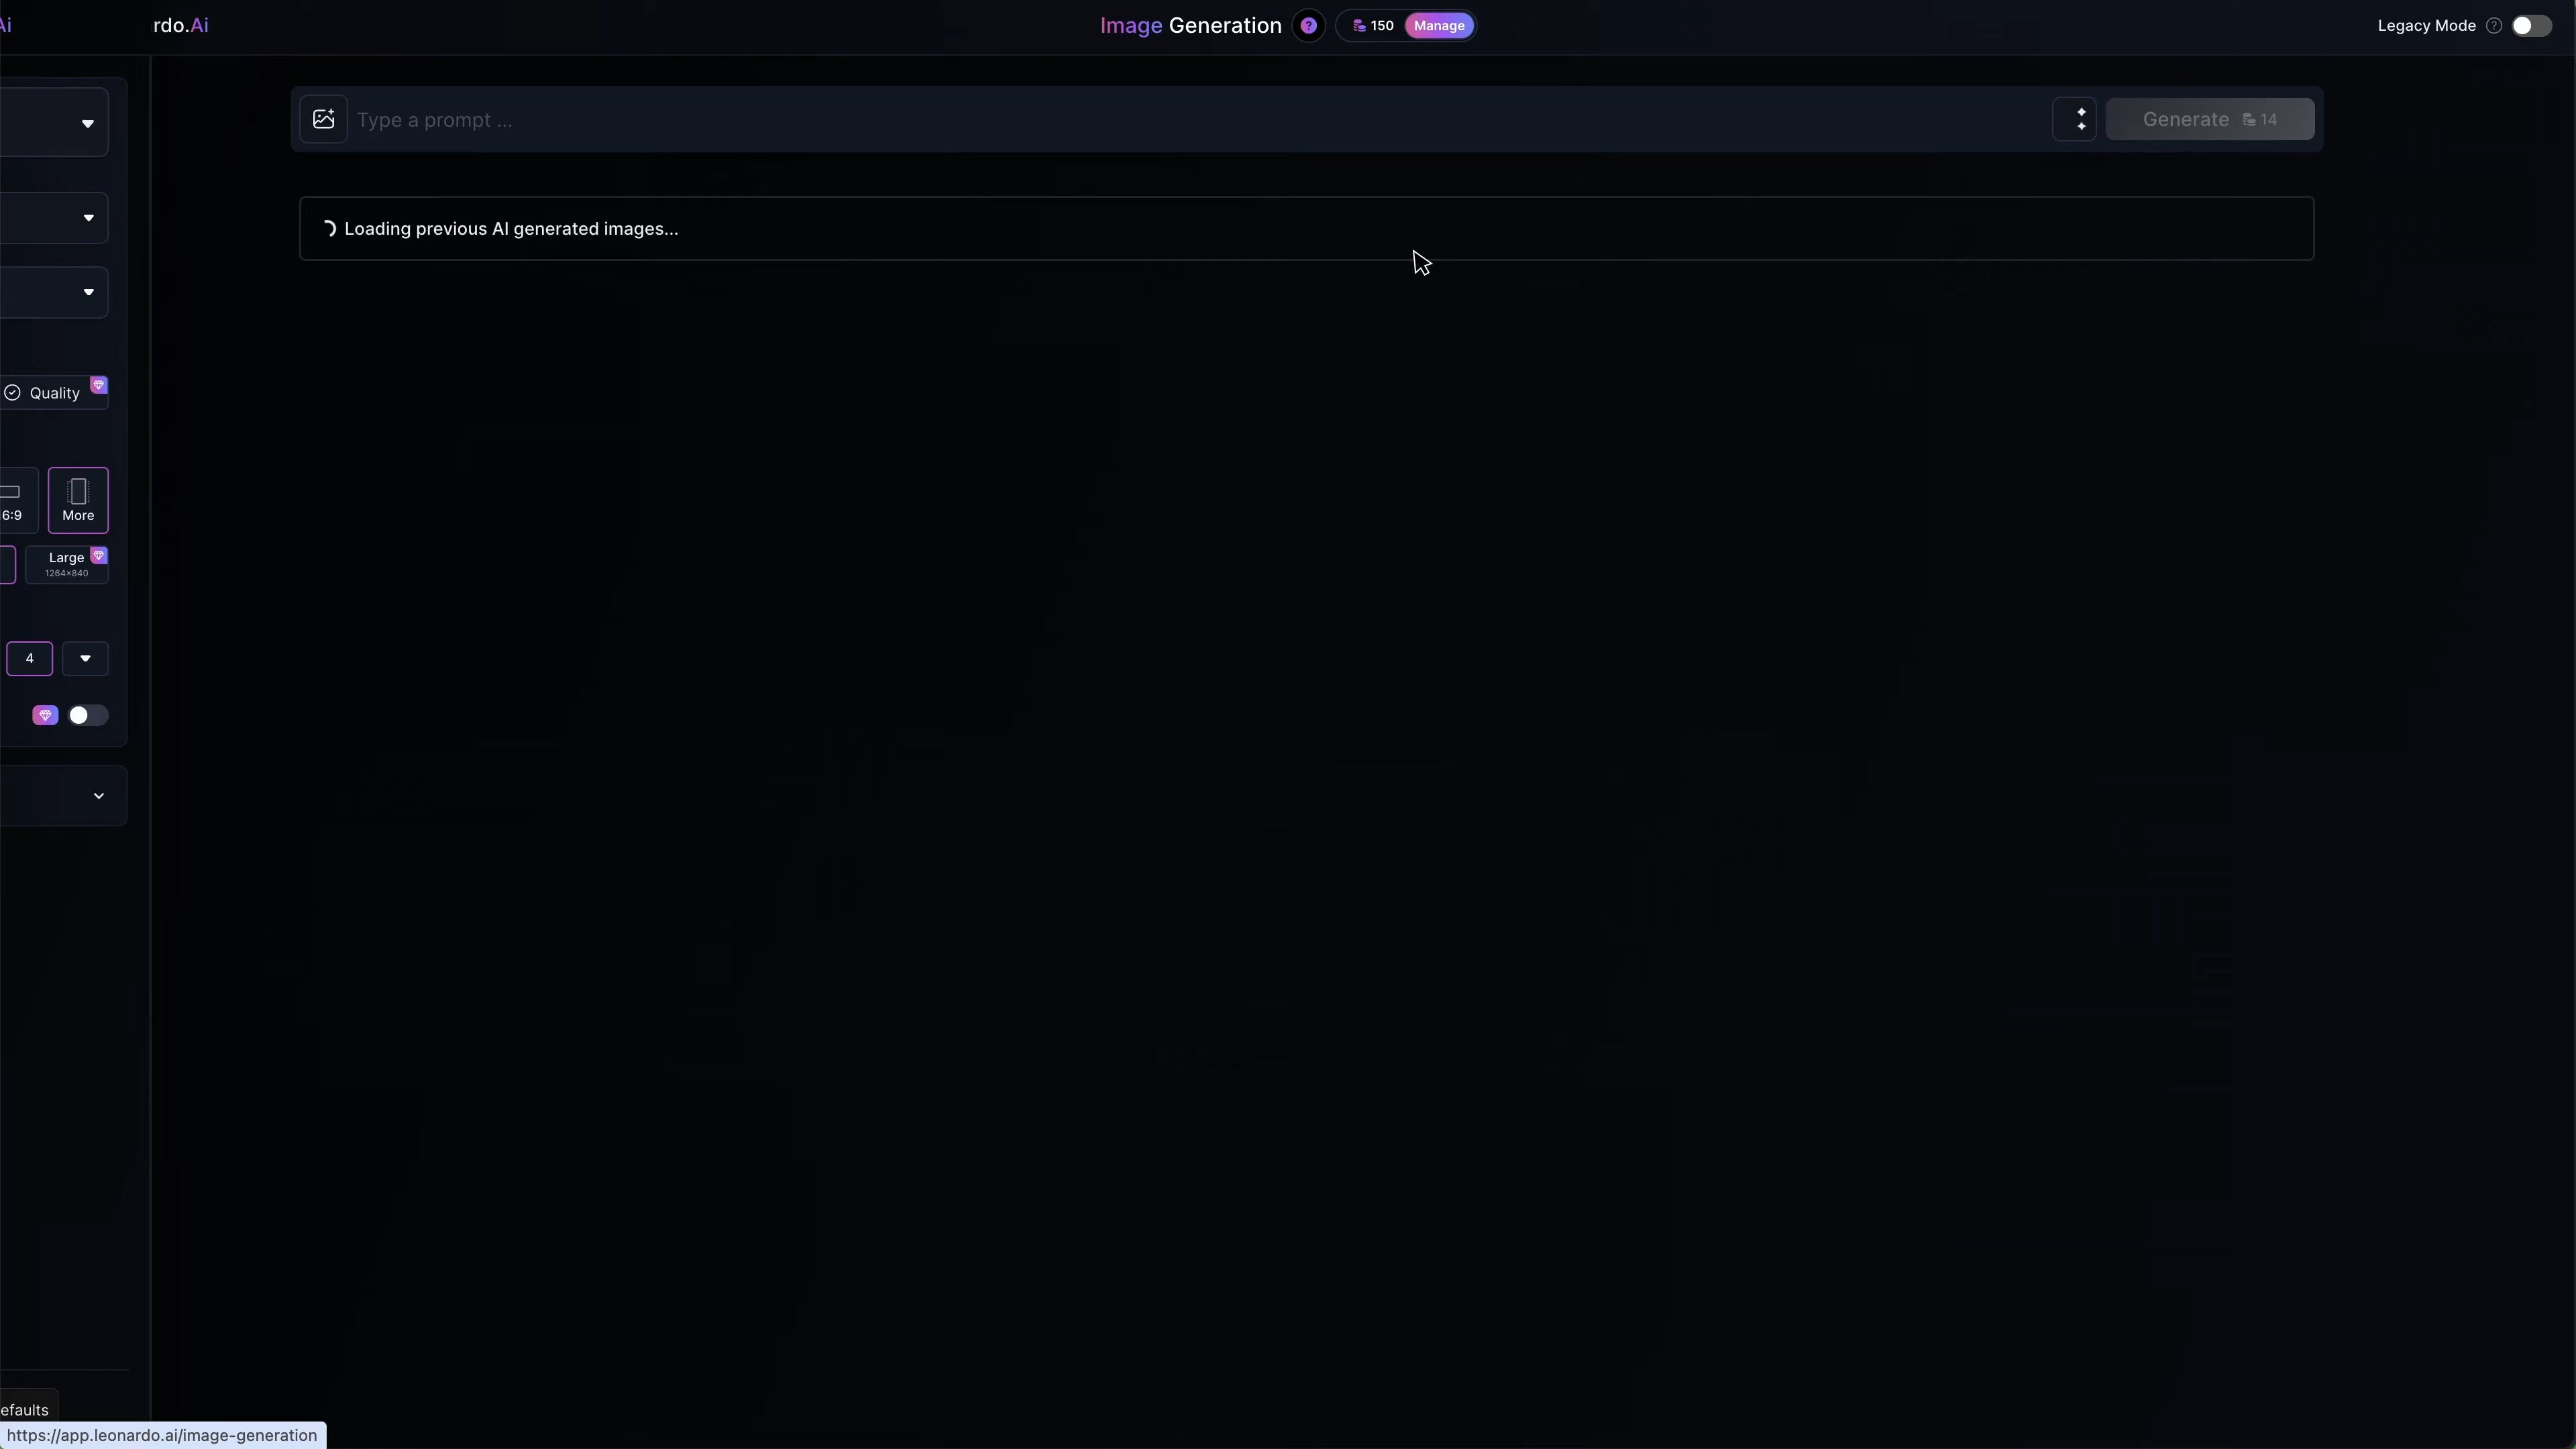 Ai
rdo.Ai
Image Generation
150
Manage
Legacy Mode
Type a prompt ...
Generate 14
Loading previous AI generated images...
Quality
6:9
More
Large
1264×840
4
efaults
https://app.leonardo.ai/image-generation